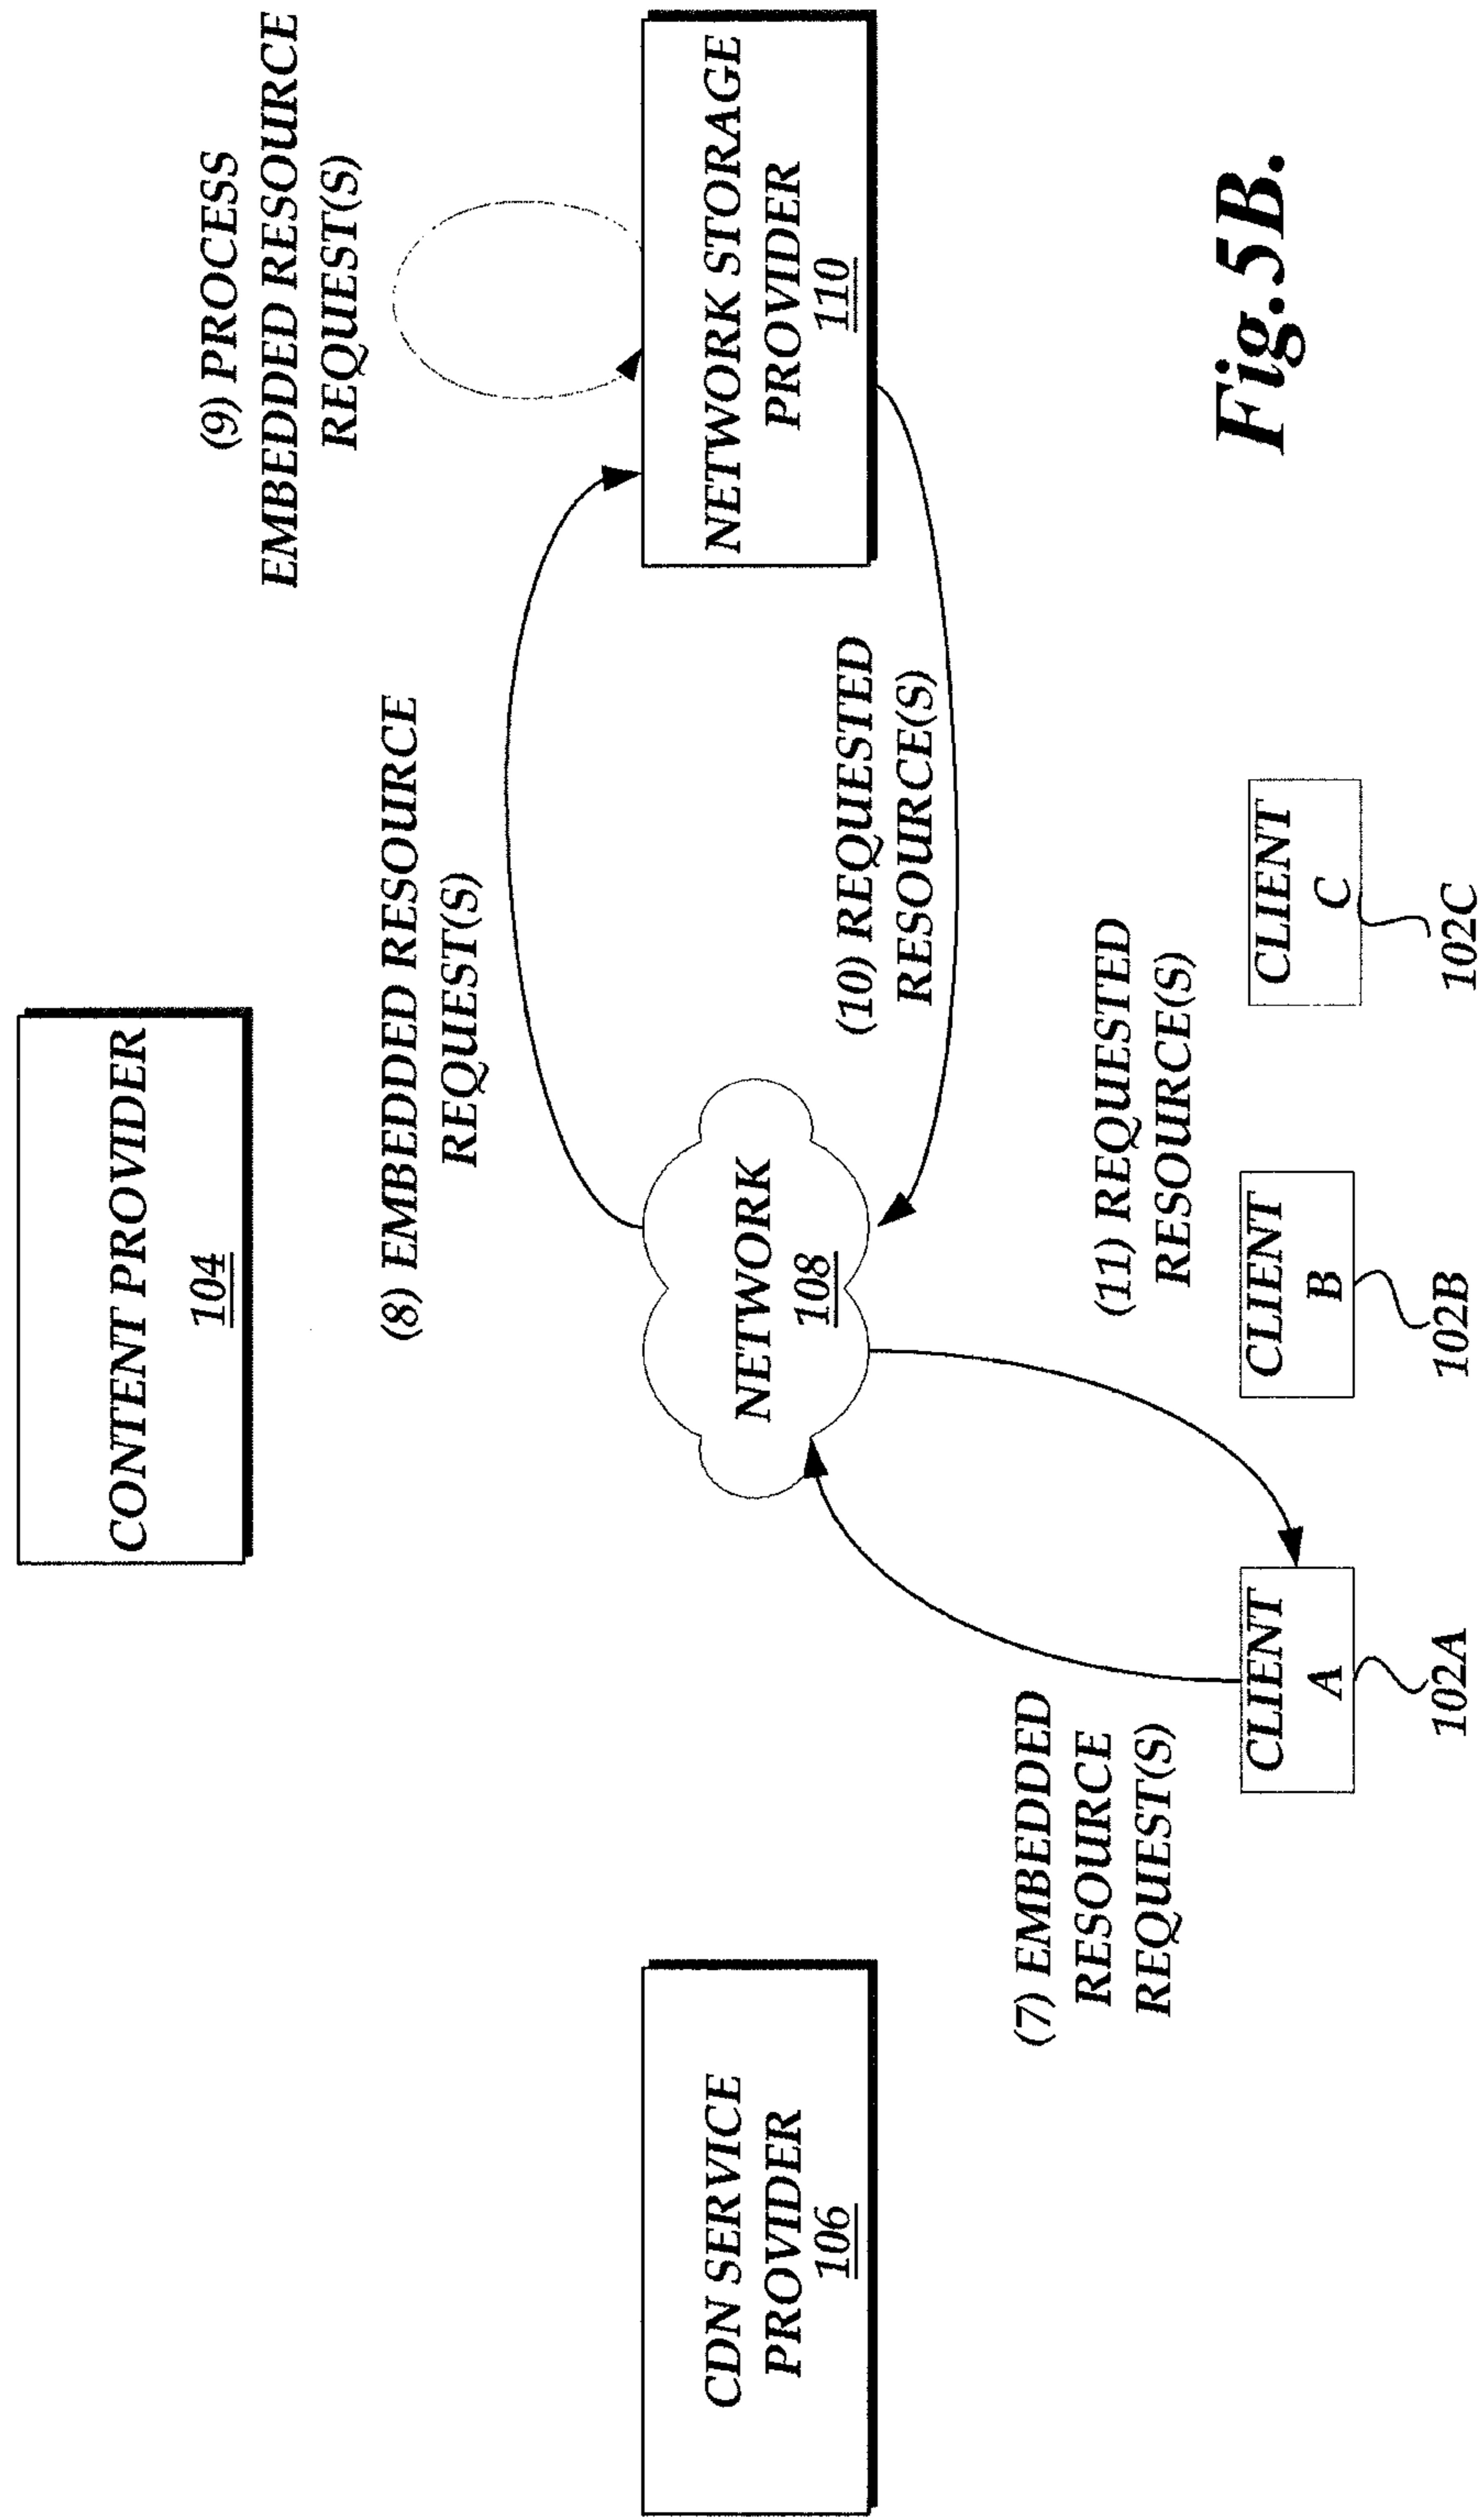 CONTENT PROVIDER
104
(9) PROCESS
EMBEDDED RESOURCE
REQUEST(S)
(8) EMBEDDED RESOURCE
REQUEST(S)
CDN SERVICE
PROVIDER
106
NETWORK
108
NETWORK STORAGE
PROVIDER
110
(10) REQUESTED
RESOURCE(S)
(7) EMBEDDED
RESOURCE
REQUEST(S)
(11) REQUESTED
RESOURCE(S)
CLIENT
A
102A
CLIENT
B
102B
CLIENT
C
102C
Fig.5B.